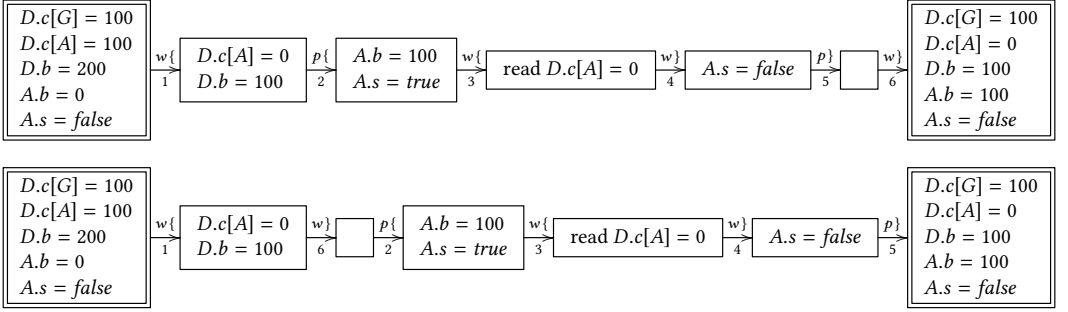 D.c[G] = 100
D.c[A] = 100
D.b = 200
A.b = 0
A.s = false
w{
1
D.c[A] = 0
D.b = 100
p{
2
A.b = 100
A.s = true
w{
3
read D.c[A] = 0
w}
4
A.s = false
p}
5
w}
6
D.c[G] = 100
D.c[A] = 0
D.b = 100
A.b = 100
A.s = false
D.c[G] = 100
D.c[A] = 100
D.b = 200
A.b = 0
A.s = false
w{
1
D.c[A] = 0
D.b = 100
w}
6
p{
2
A.b = 100
A.s = true
w{
3
read D.c[A] = 0
w}
4
A.s = false
p}
5
D.c[G] = 100
D.c[A] = 0
D.b = 100
A.b = 100
A.s = false